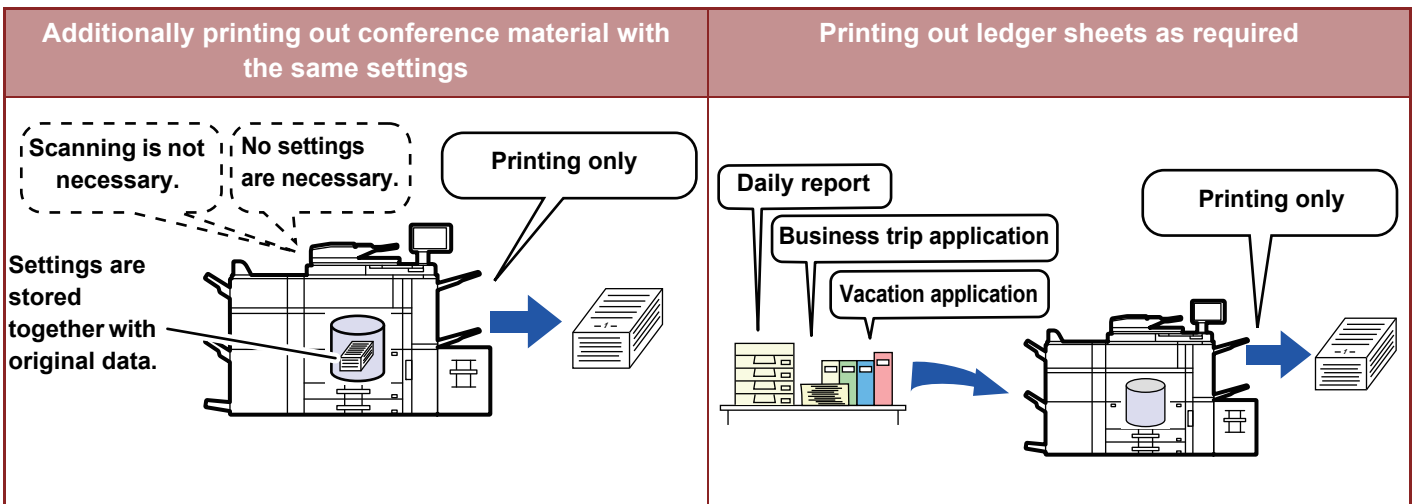 Additionally printing out conference material with
the same settings
Printing out ledger sheets as required
Scanning is not
necessary.
No settings
are necessary.
Printing only
Settings are
stored
together with
original data.
-1-
Daily report
Business trip application
Vacation application
Printing only
-1-